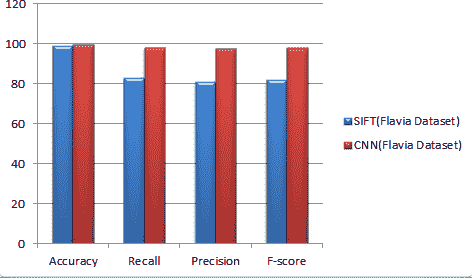 120
100
80
60
40
20
0
Accuracy Recall Precision F-score
SIFT(Flavia Dataset)
CNN(Flavia Dataset)